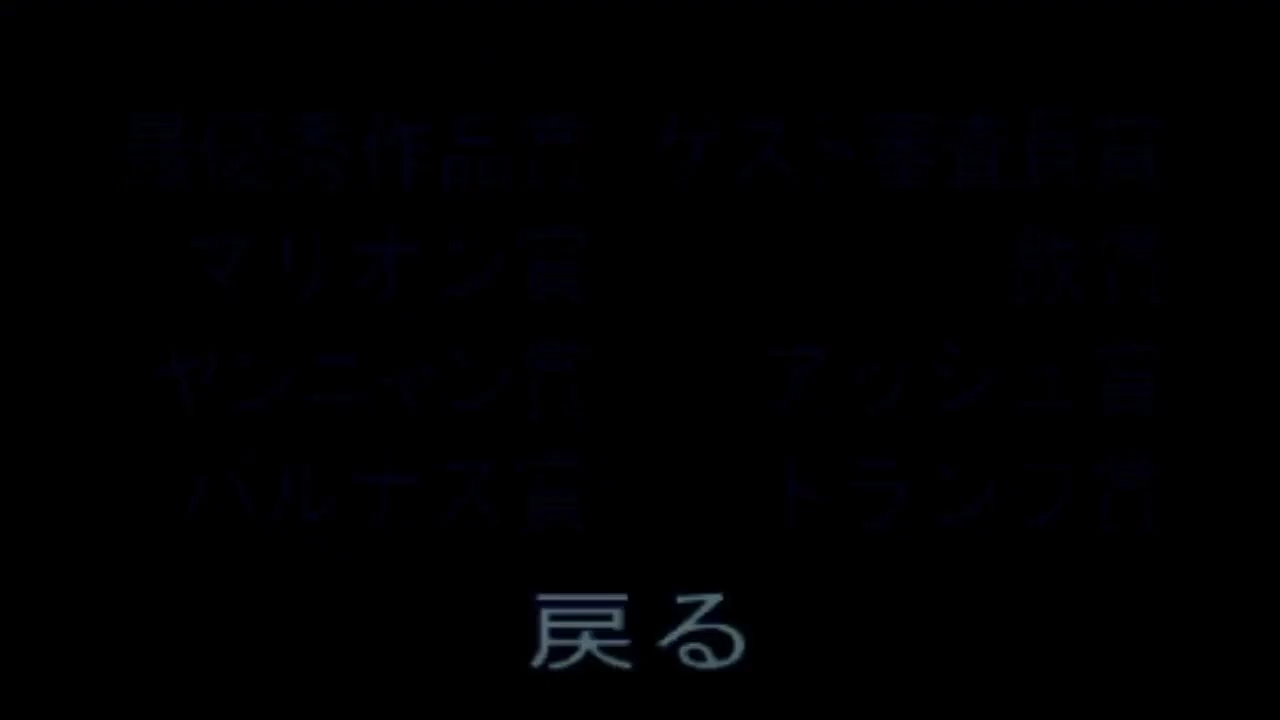 最優秀作品賞 ゲスト審査員賞
マリオン賞
ヤンニャン賞 アッシュ賞
パルナス賞 トランプ賞
戻る